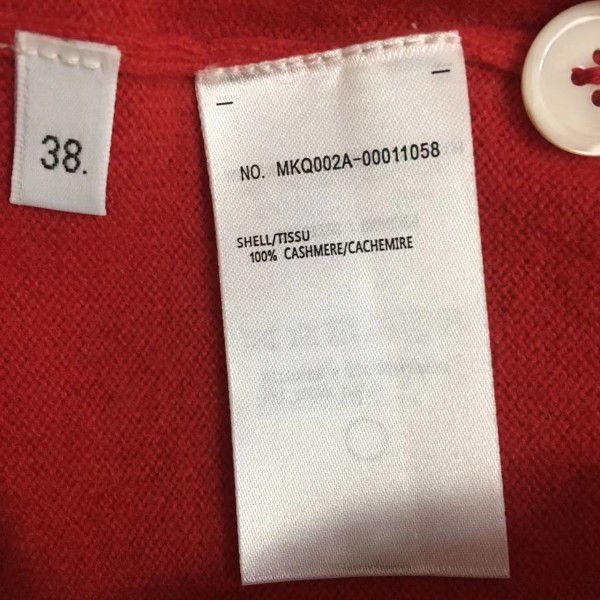 38.
NO. MKQ002A-00011058
SHELL/TISSU
100% CASHMERE/CACHEMIRE